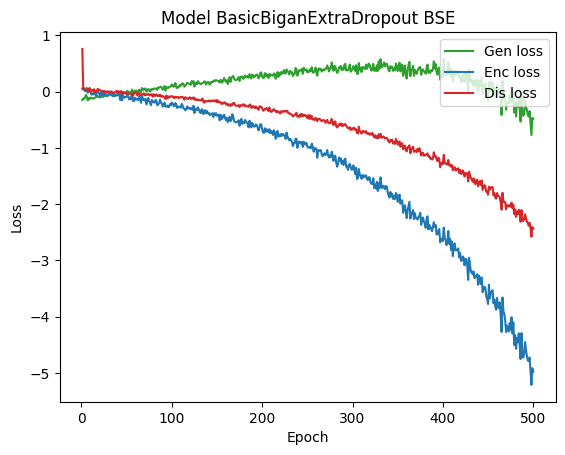 Model BasicBiganExtraDropout BSE
Gen loss
Enc loss
Dis loss
Loss
1
0
−1
−2
−3
−4
−5
0 100 200 300 400 500
Epoch